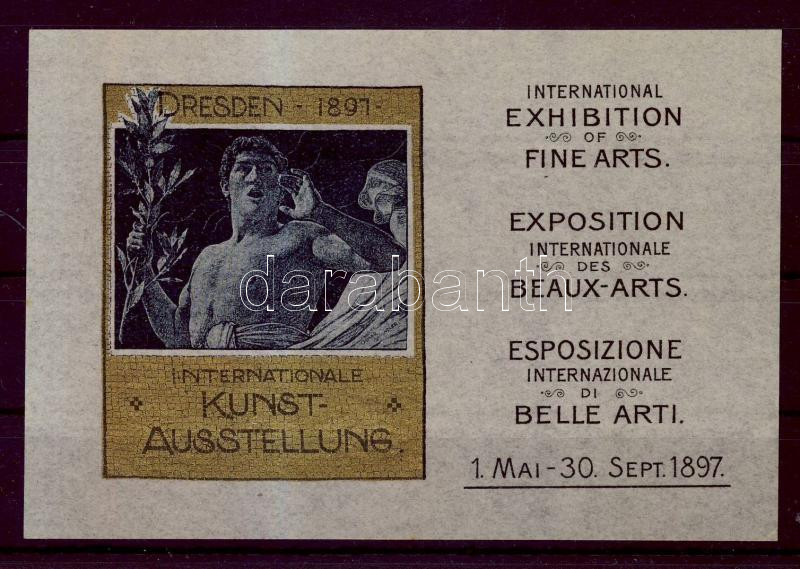 DRESDEN - 1897-
INTERNATIONALE
KUNST-
AUSSTELLUNG.
INTERNATIONAL
EXHIBITION
OF
FINE ARTS.
EXPOSITION
INTERNATIONALE
DES
BEAUX-ARTS.
ESPOSIZIONE
INTERNAZIONALE
DI
BELLE ARTI.
1. MAI - 30. SEPT. 1897.
darabanth